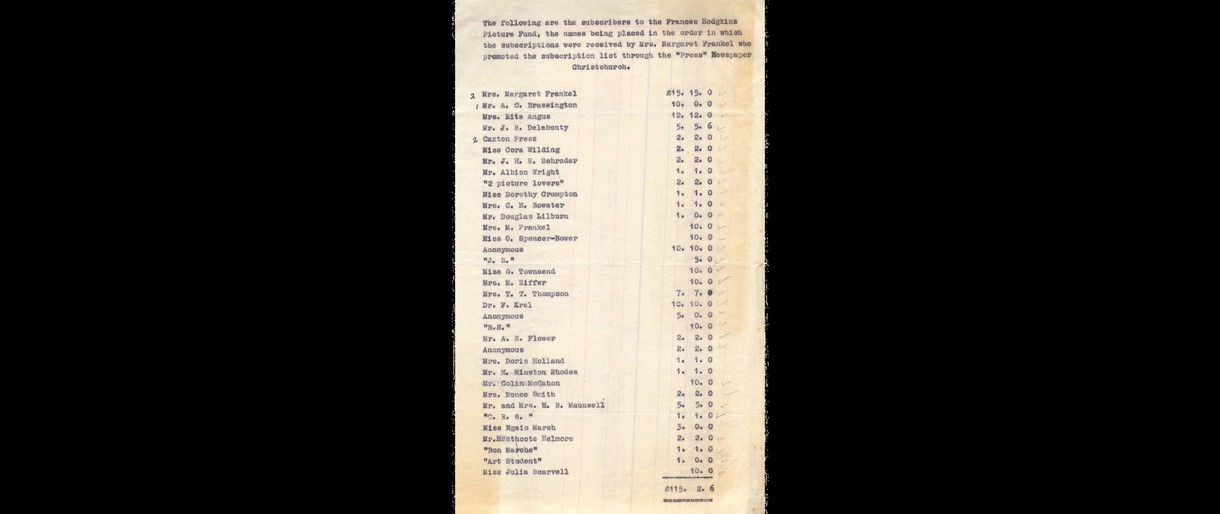 The following are the subscribers to the Frances Hodgkins
Picture Fund, the names being placed in the order in which
the subscriptions were received by Mrs. Margaret Frankel who
promoted the subscription list through the "Press" Newspaper
Christchurch.
2 Mrs. Margaret Frankel £15. 15. 0
1 Mr. A. C. Brassington 10. 0. 0
Mrs. Rita Angus 12. 12. 0
Mr. J. B. Delahunty 5. 5. 6
2 Caxton Press 2. 2. 0
Miss Cora Wilding 2. 2. 0
Mr. J. H. E. Schroder 2. 2. 0
Mr. Albion Wright 1. 1. 0
"2 picture lovers" 2. 2. 0
Miss Dorothy Crumpton 1. 1. 0
Mrs. C. H. Bowater 1. 1. 0
Mr. Douglas Lilburn 1. 0. 0
Mrs. M. Frankel 10. 0
Miss O. Spencer-Bower 10. 0
Anonymous 10. 10. 0
"J. S." 5. 0
Miss G. Townsend 10. 0
Mrs. M. Ziffer 10. 0
Mrs. T. T. Thompson 7. 7. 0
Dr. F. Kral 10. 10. 0
Anonymous 5. 0. 0
"B.H." 10. 0
Mr. A. E. Flower 2. 2. 0
Anonymous 2. 2. 0
Mrs. Doris Holland 1. 1. 0
Mr. H. Winston Rhodes 1. 1. 0
Mr. Colin McCahon 10. 0
Mrs. Nunce Smith 2. 2. 0
Mr. and Mrs. H. B. Maunsell 5. 5. 0
"C. R. H. " 1. 1. 0
Miss Ngaio Marsh 3. 0. 0
Mr.Heathcote Helmore 2. 2. 0
"Bon Marche" 1. 1. 0
"Art Student" 1. 0. 0
Miss Julia Scarvell 10. 0
£115. 2. 6